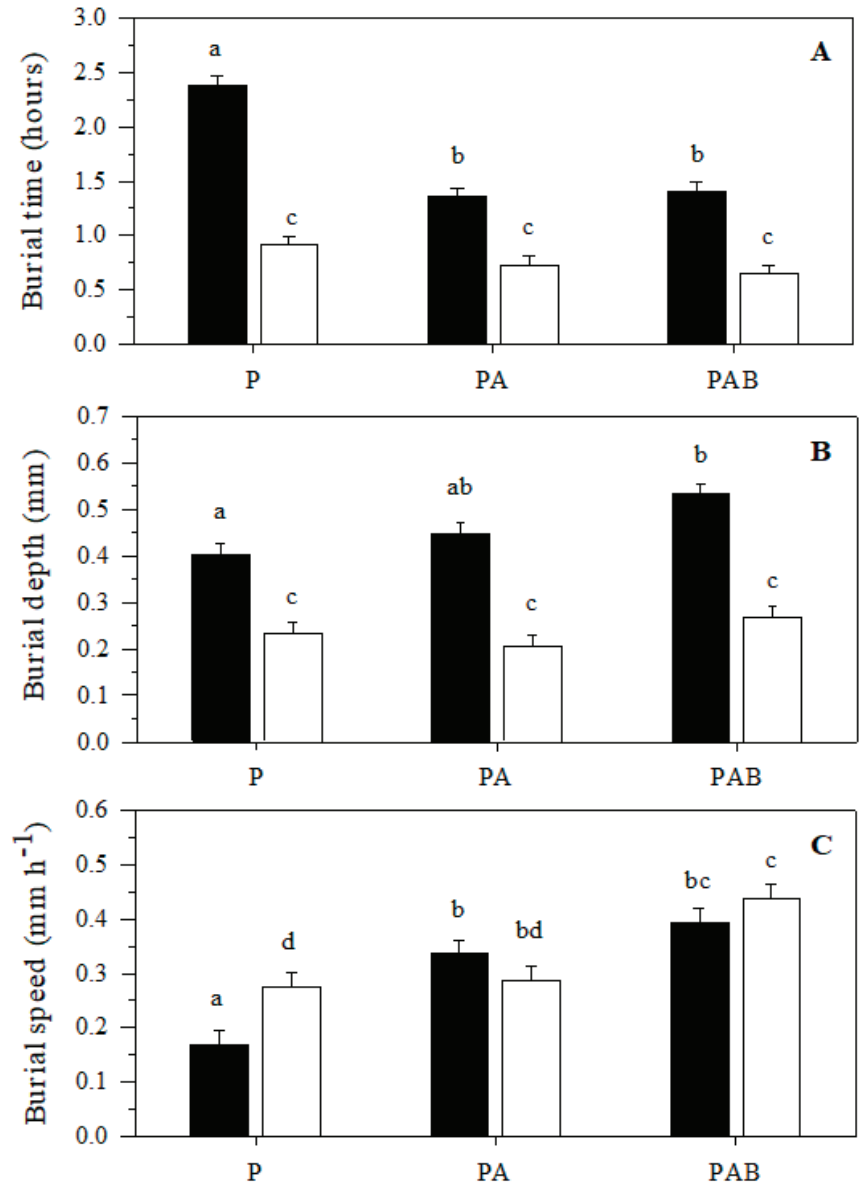 A
Burial time (hours)
3.0
2.5
2.0
1.5
1.0
0.5
0.0
a
c
b
c
b
c
P PA PAB
B
Burial depth (mm)
0.7
0.6
0.5
0.4
0.3
0.2
0.1
0.0
a
c
ab
c
b
c
P PA PAB
C
Burial speed (mm h⁻¹)
0.6
0.5
0.4
0.3
0.2
0.1
0.0
a
d
b
bd
bc
c
P PA PAB